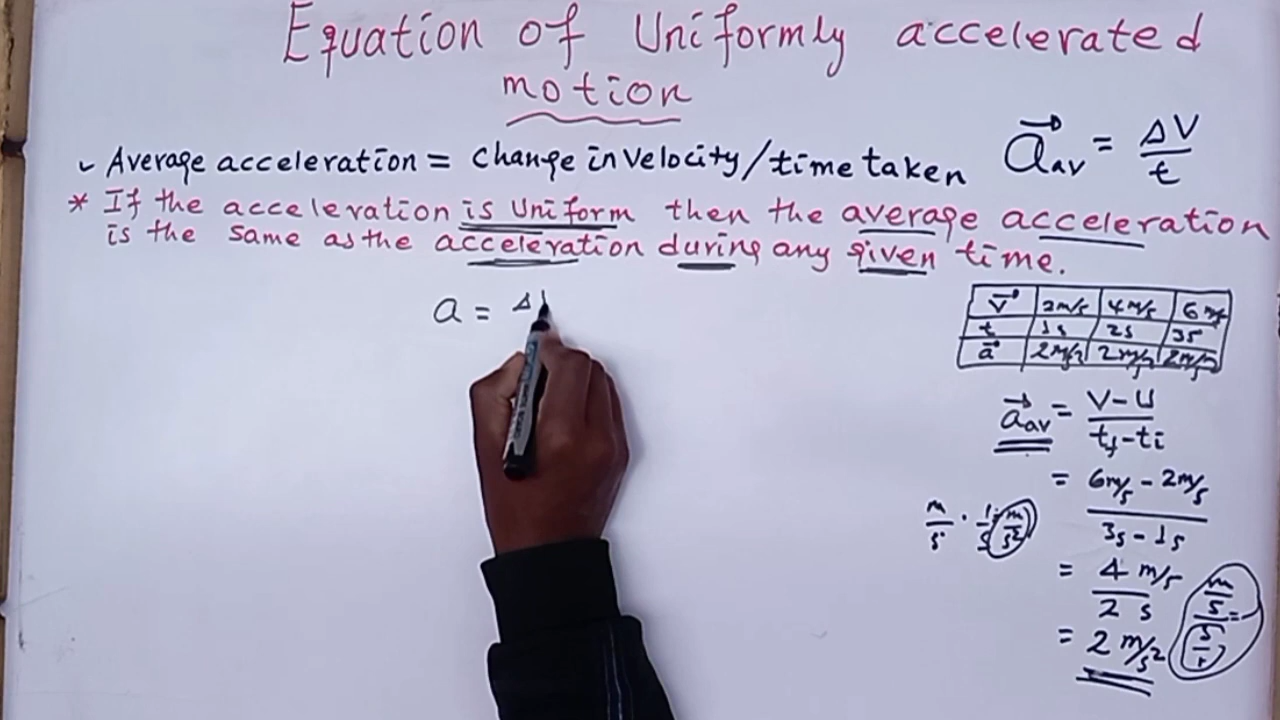 Equation of Uniformly accelerated
motion
✓ Average acceleration = Change in Velocity/time taken
a⃗av = ΔV/t
* If the acceleration is Uniform then the average acceleration
is the same as the acceleration during any given time.
a = Δ
V⃗ 2m/s 4m/s 6m/s
t 1s 2s 3s
a⃗ 2m/s² 2m/s² 2m/s²
a⃗av = V-U/tf-ti
= 6m/s - 2m/s/3s-1s
m/s · 1/s = m/s²
= 4 m/s/2 s
= 2 m/s²